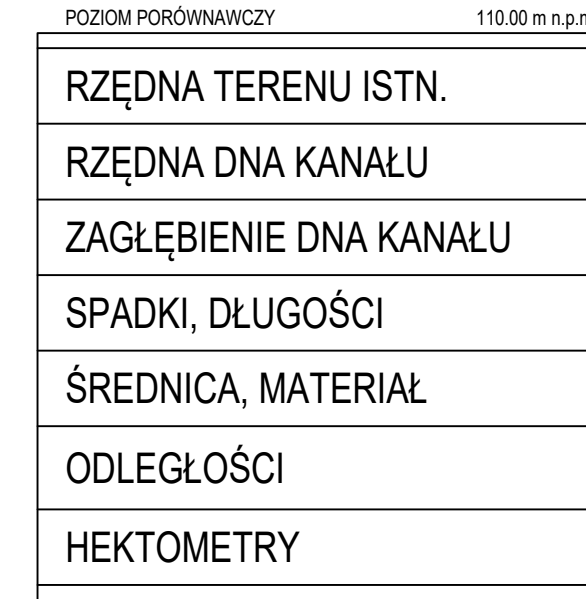 POZIOM PORÓWNAWCZY 110.00 m n.p.m
RZĘDNA TERENU ISTN.
RZĘDNA DNA KANAŁU
ZAGŁĘBIENIE DNA KANAŁU
SPADKI, DŁUGOŚCI
ŚREDNICA, MATERIAŁ
ODLEGŁOŚCI
HEKTOMETRY